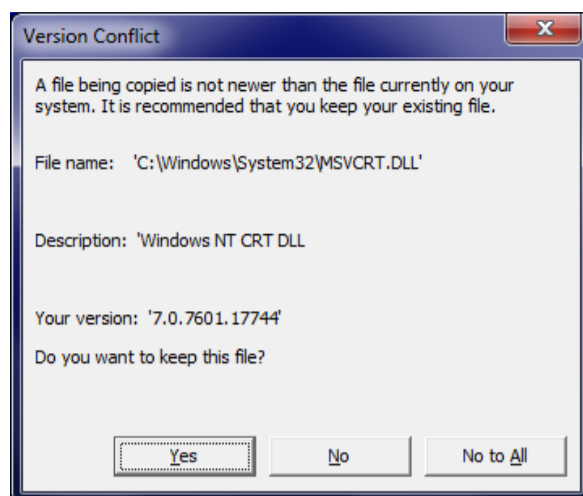 Version Conflict
A file being copied is not newer than the file currently on your
system. It is recommended that you keep your existing file.
File name: 'C:\Windows\System32\MSVCRT.DLL'
Description: 'Windows NT CRT DLL
Your version: '7.0.7601.17744'
Do you want to keep this file?
Yes No No to All